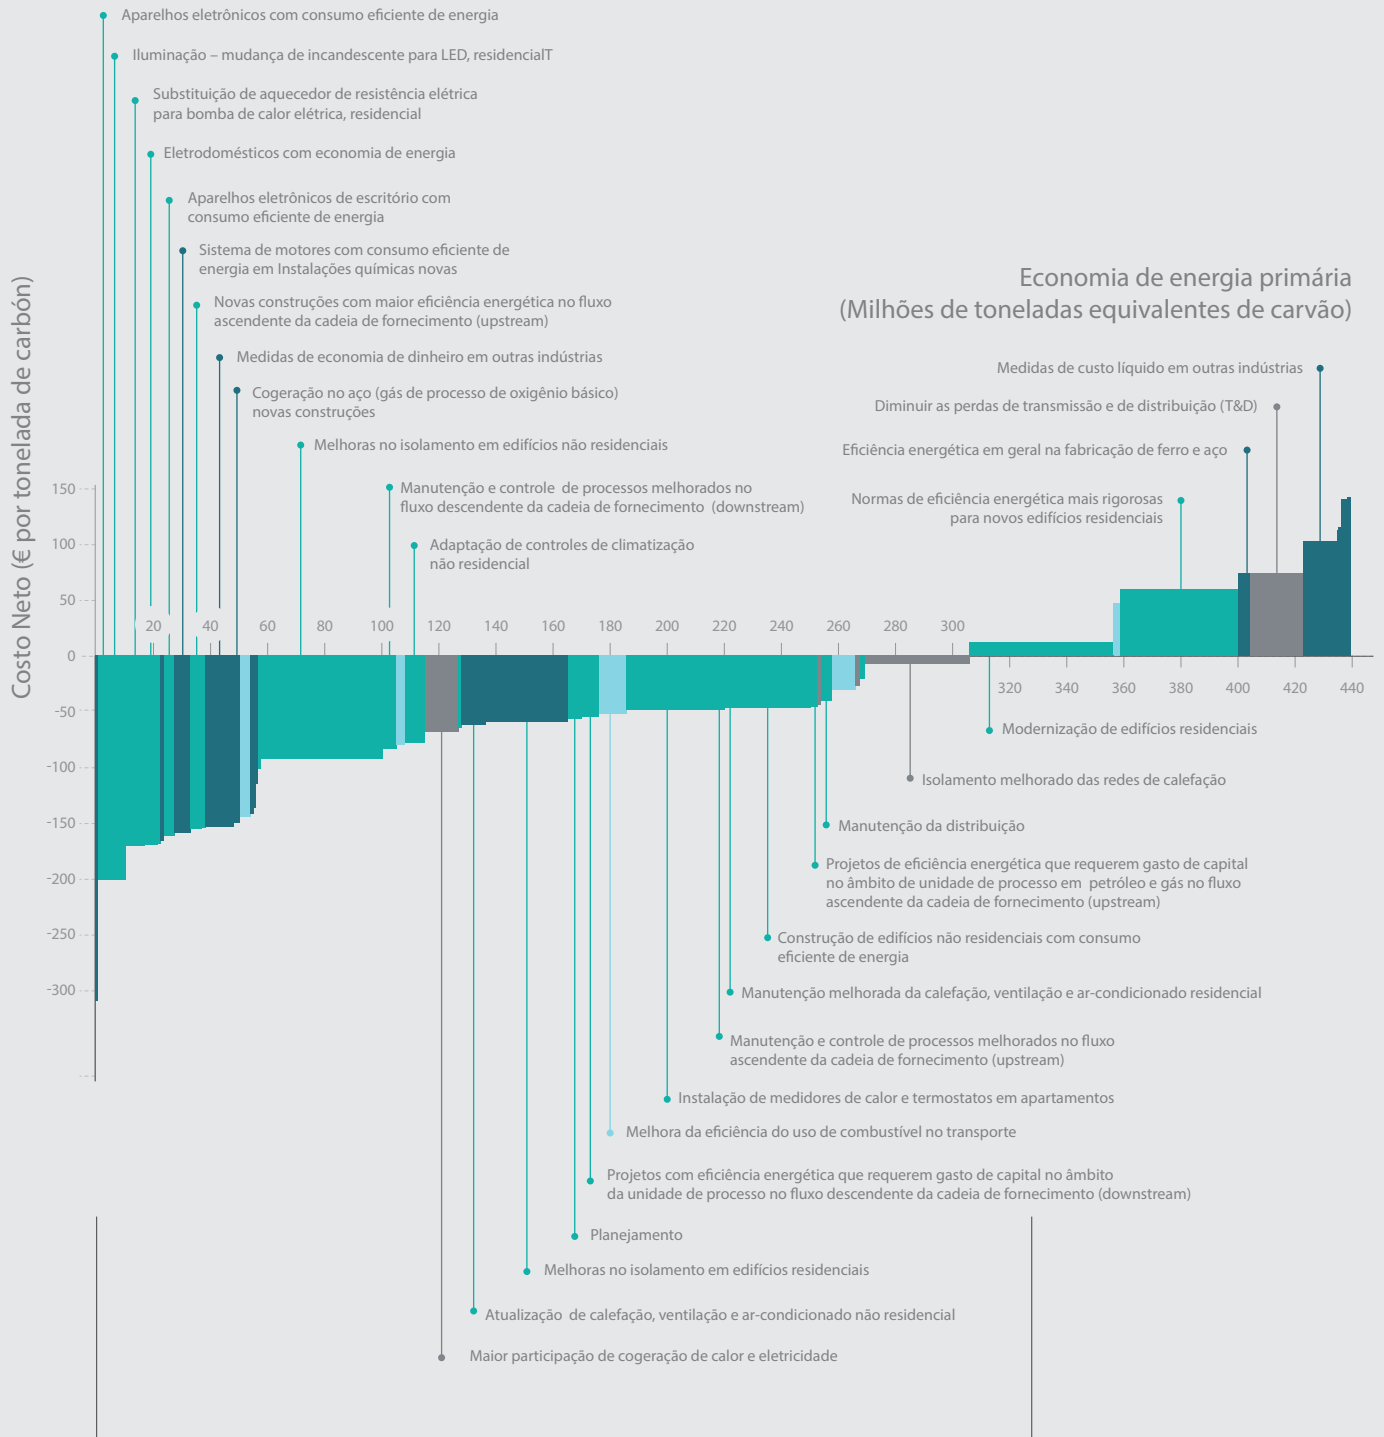 Aparelhos eletrônicos com consumo eficiente de energia
Iluminação – mudança de incandescente para LED, residencialT
Substituição de aquecedor de resistência elétrica
para bomba de calor elétrica, residencial
Eletrodomésticos com economia de energia
Aparelhos eletrônicos de escritório com
consumo eficiente de energia
Sistema de motores com consumo eficiente de
energia em Instalações químicas novas
Novas construções com maior eficiência energética no fluxo
ascendente da cadeia de fornecimento (upstream)
Medidas de economia de dinheiro em outras indústrias
Cogeração no aço (gás de processo de oxigênio básico)
novas construções
Melhoras no isolamento em edifícios não residenciais
Manutenção e controle de processos melhorados no
fluxo descendente da cadeia de fornecimento (downstream)
Adaptação de controles de climatização
não residencial
Economia de energia primária
(Milhões de toneladas equivalentes de carvão)
Medidas de custo líquido em outras indústrias
Diminuir as perdas de transmissão e de distribuição (T&D)
Eficiência energética em geral na fabricação de ferro e aço
Normas de eficiência energética mais rigorosas
para novos edifícios residenciais
Costo Neto (€ por tonelada de carbón)
150
100
50
0
-50
-100
-150
-200
-250
-300
20 40 60 80 100 120 140 160 180 200 220 240 260 280 300
320 340 360 380 400 420 440
Modernização de edifícios residenciais
Isolamento melhorado das redes de calefação
Manutenção da distribuição
Projetos de eficiência energética que requerem gasto de capital
no âmbito de unidade de processo em petróleo e gás no fluxo
ascendente da cadeia de fornecimento (upstream)
Construção de edifícios não residenciais com consumo
eficiente de energia
Manutenção melhorada da calefação, ventilação e ar-condicionado residencial
Manutenção e controle de processos melhorados no fluxo
ascendente da cadeia de fornecimento (upstream)
Instalação de medidores de calor e termostatos em apartamentos
Melhora da eficiência do uso de combustível no transporte
Projetos com eficiência energética que requerem gasto de capital no âmbito
da unidade de processo no fluxo descendente da cadeia de fornecimento (downstream)
Planejamento
Melhoras no isolamento em edifícios residenciais
Atualização de calefação, ventilação e ar-condicionado não residencial
Maior participação de cogeração de calor e eletricidade